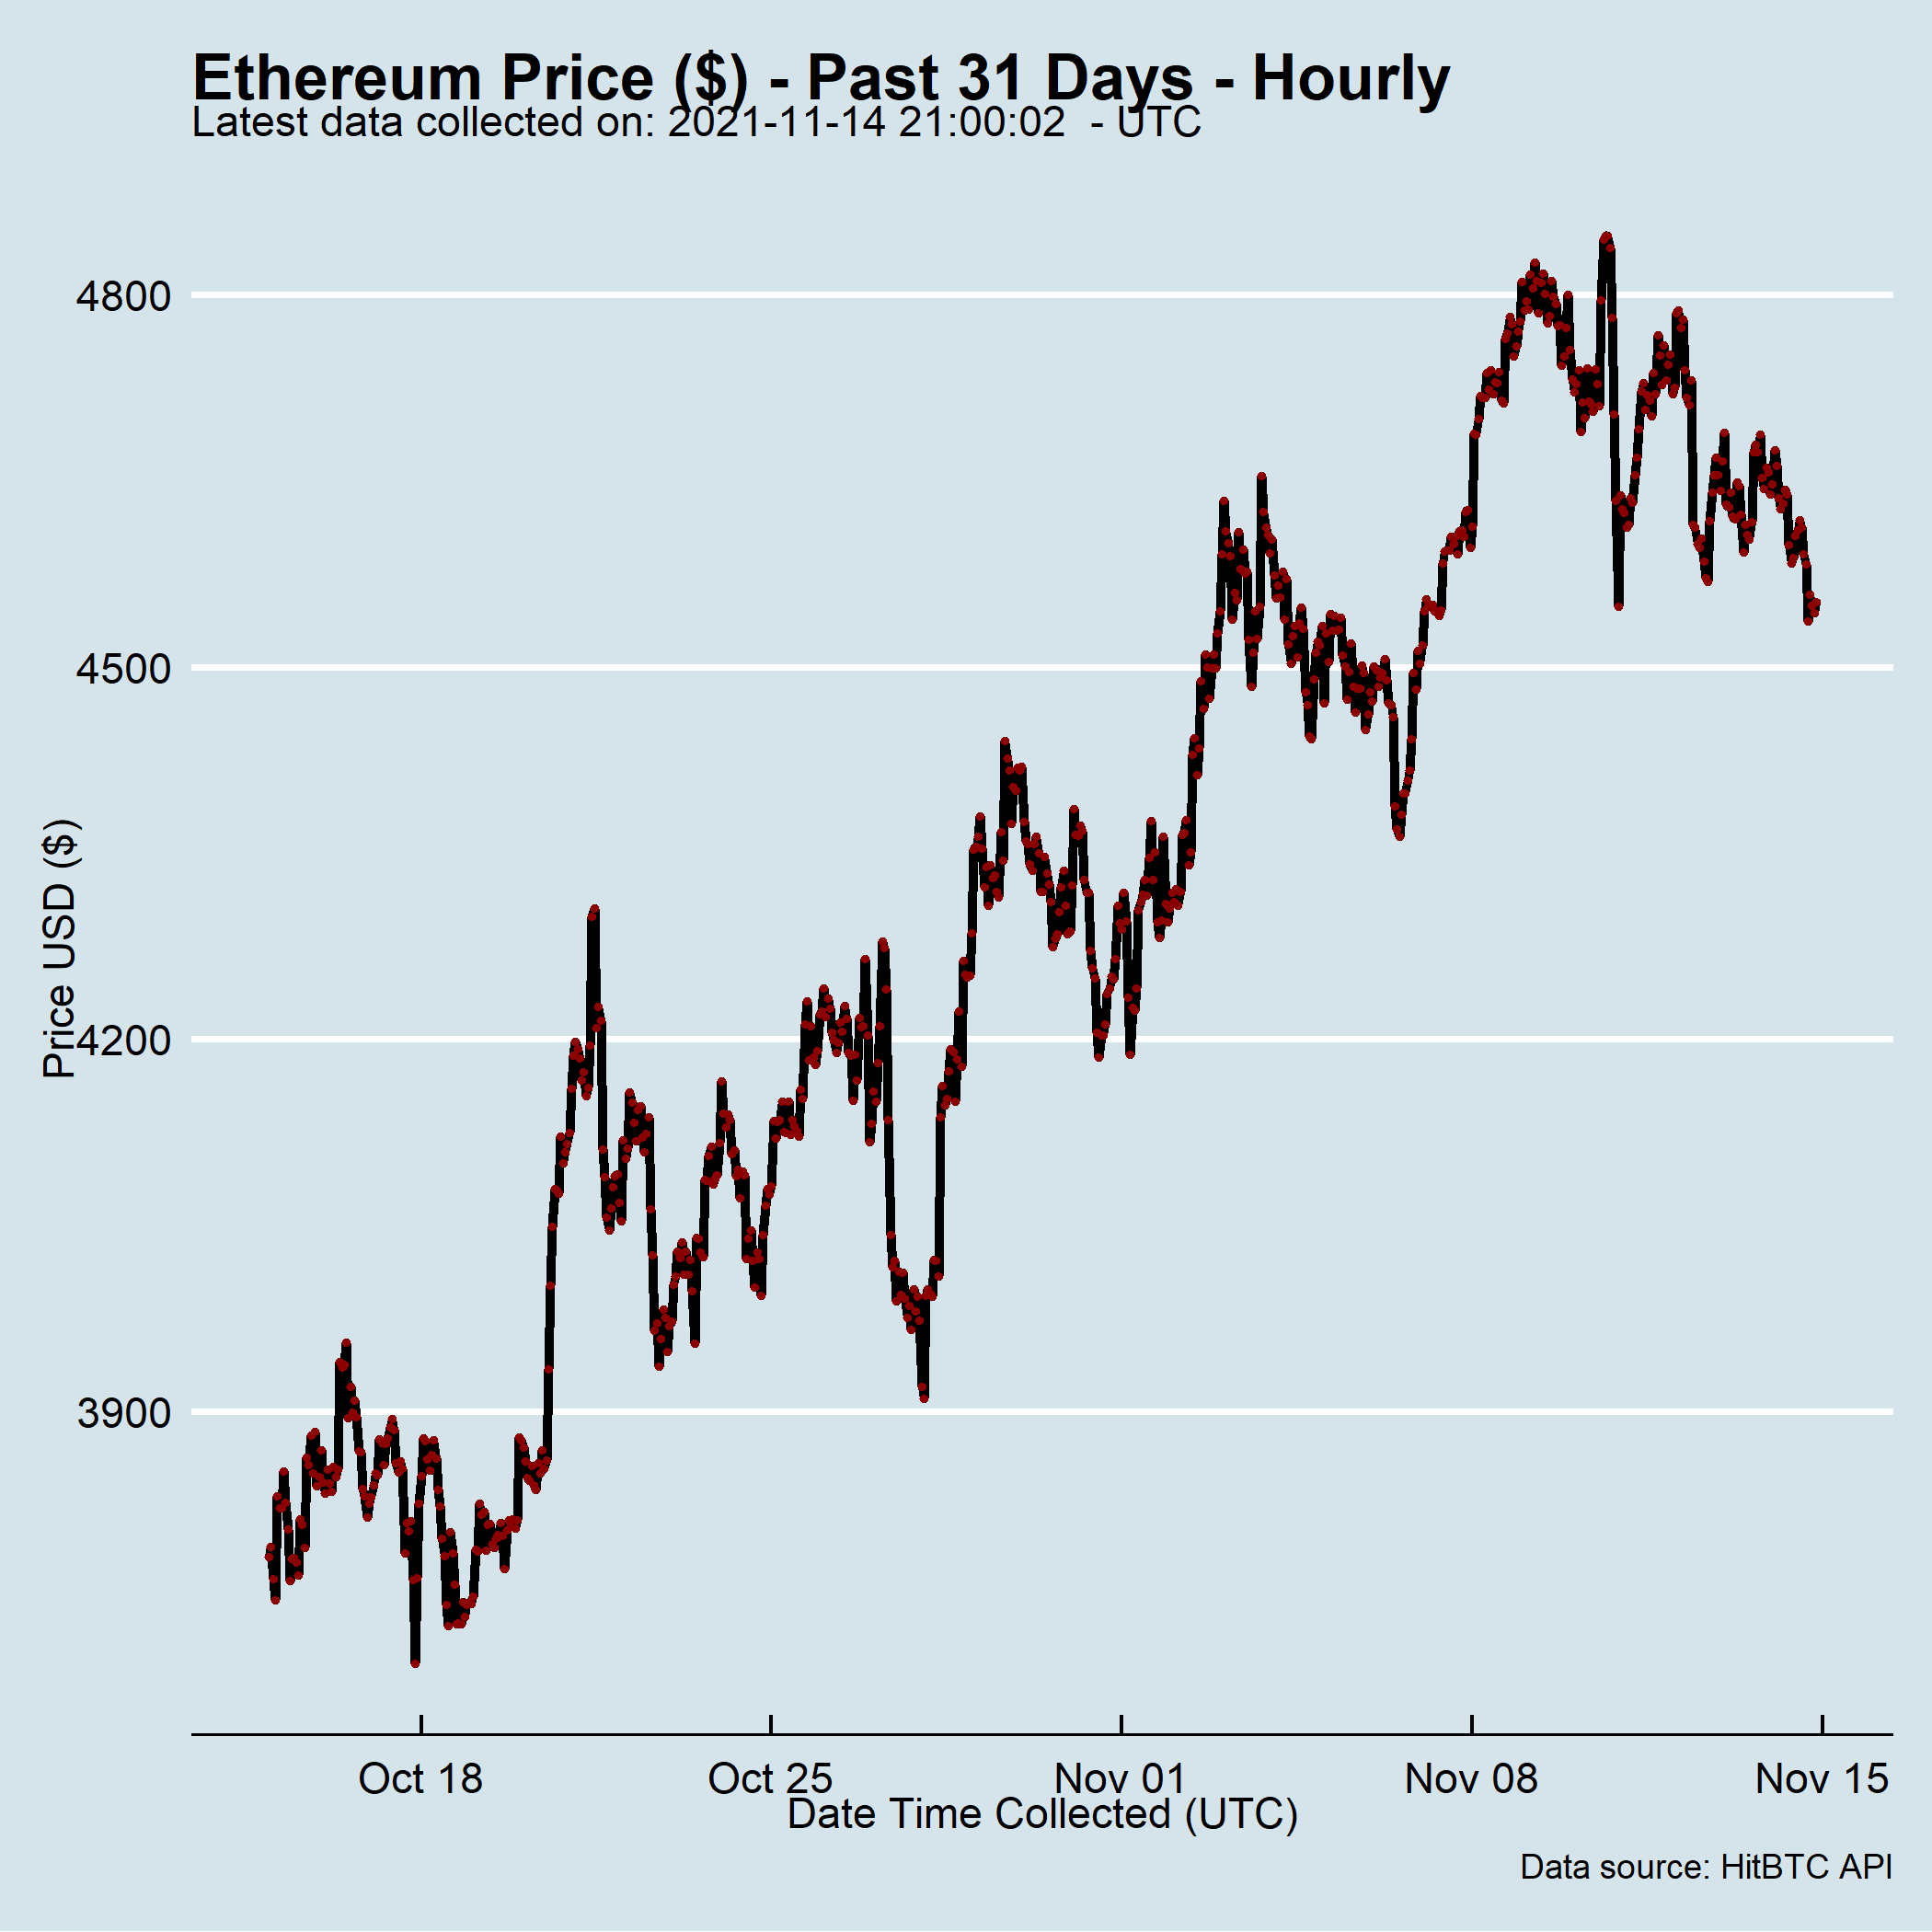 Ethereum Price ($) - Past 31 Days - Hourly
Latest data collected on: 2021-11-14 21:00:02  - UTC
4800
4500
4200
3900
Price USD ($)
Oct 18
Oct 25
Nov 01
Nov 08
Nov 15
Date Time Collected (UTC)
Data source: HitBTC API